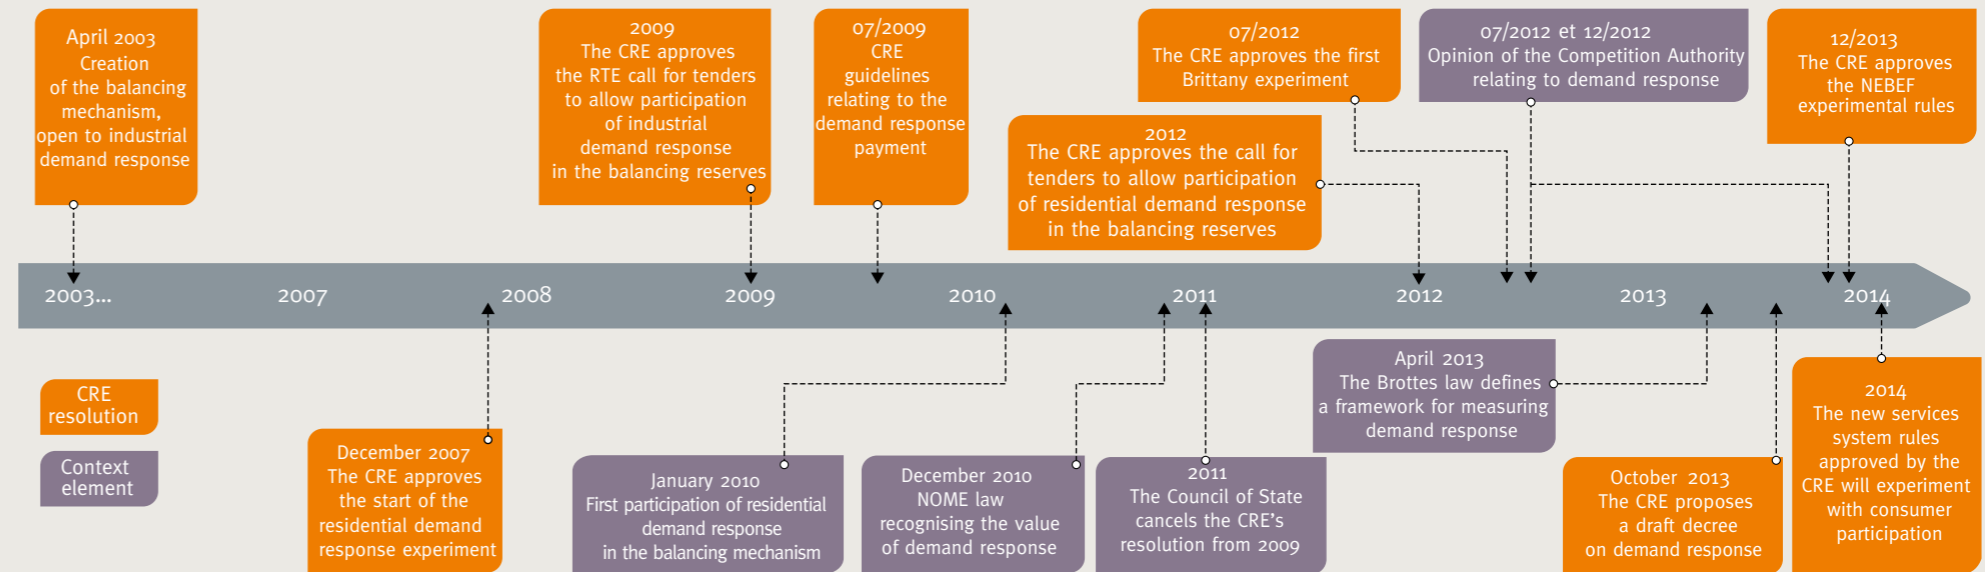 April 2003
Creation
of the balancing
mechanism,
open to industrial
demand response
2009
The CRE approves
the RTE call for tenders
to allow participation
of industrial
demand response
in the balancing reserves
07/2009
CRE
guidelines
relating to the
demand response
payment
07/2012
The CRE approves the first
Brittany experiment
2012
The CRE approves the call for
tenders to allow participation
of residential demand response
in the balancing reserves
07/2012 et 12/2012
Opinion of the Competition Authority
relating to demand response
12/2013
The CRE approves
the NEBEF
experimental rules
2003...
2007
2008
2009
2010
2011
2012
2013
2014
CRE
resolution
Context
element
December 2007
The CRE approves
the start of the
residential demand
response experiment
January 2010
First participation of residential
demand response
in the balancing mechanism
December 2010
NOME law
recognising the value
of demand response
2011
The Council of State
cancels the CRE's
resolution from 2009
April 2013
The Brottes law defines
a framework for measuring
demand response
October 2013
The CRE proposes
a draft decree
on demand response
2014
The new services
system rules
approved by the
CRE will experiment
with consumer
participation